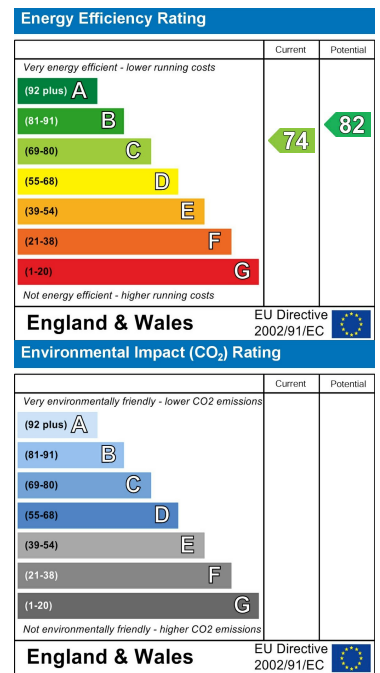 Energy Efficiency Rating
Current Potential
Very energy efficient - lower running costs
(92 plus) A
(81-91) B
(69-80) C
(55-68) D
(39-54) E
(21-38) F
(1-20) G
74
82
Not energy efficient - higher running costs
England & Wales
EU Directive
2002/91/EC
Environmental Impact (CO₂) Rating
Current Potential
Very environmentally friendly - lower CO2 emissions
(92 plus) A
(81-91) B
(69-80) C
(55-68) D
(39-54) E
(21-38) F
(1-20) G
Not environmentally friendly - higher CO2 emissions
England & Wales
EU Directive
2002/91/EC